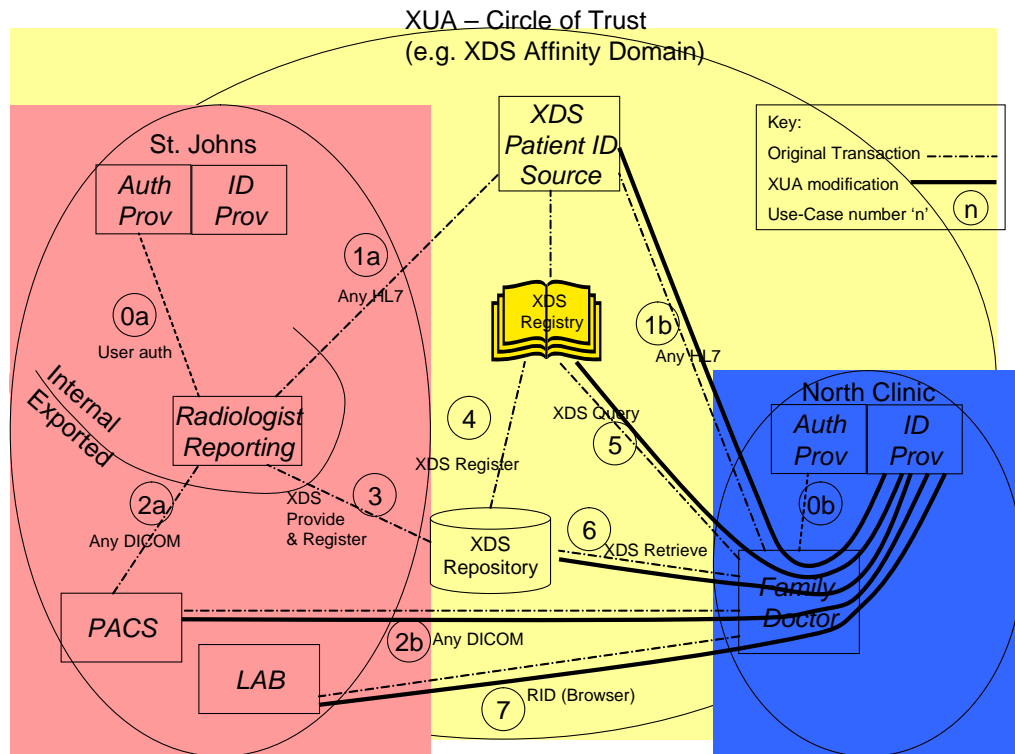 XUA – Circle of Trust
(e.g. XDS Affinity Domain)
St. Johns
Auth
Prov
ID
Prov
XDS
Patient ID
Source
Key:
Original Transaction
XUA modification
Use-Case number ‘n’
n
1a
Any HL7
0a
User auth
XDS
Registry
1b
Any HL7
Internal
Exported
Radiologist
Reporting
North Clinic
Auth
Prov
ID
Prov
4
XDS Query
5
XDS Register
2a
3
XDS
Provide
& Register
0b
Any DICOM
6
XDS Retrieve
XDS
Repository
Family
Doctor
PACS
2b
Any DICOM
LAB
7
RID (Browser)